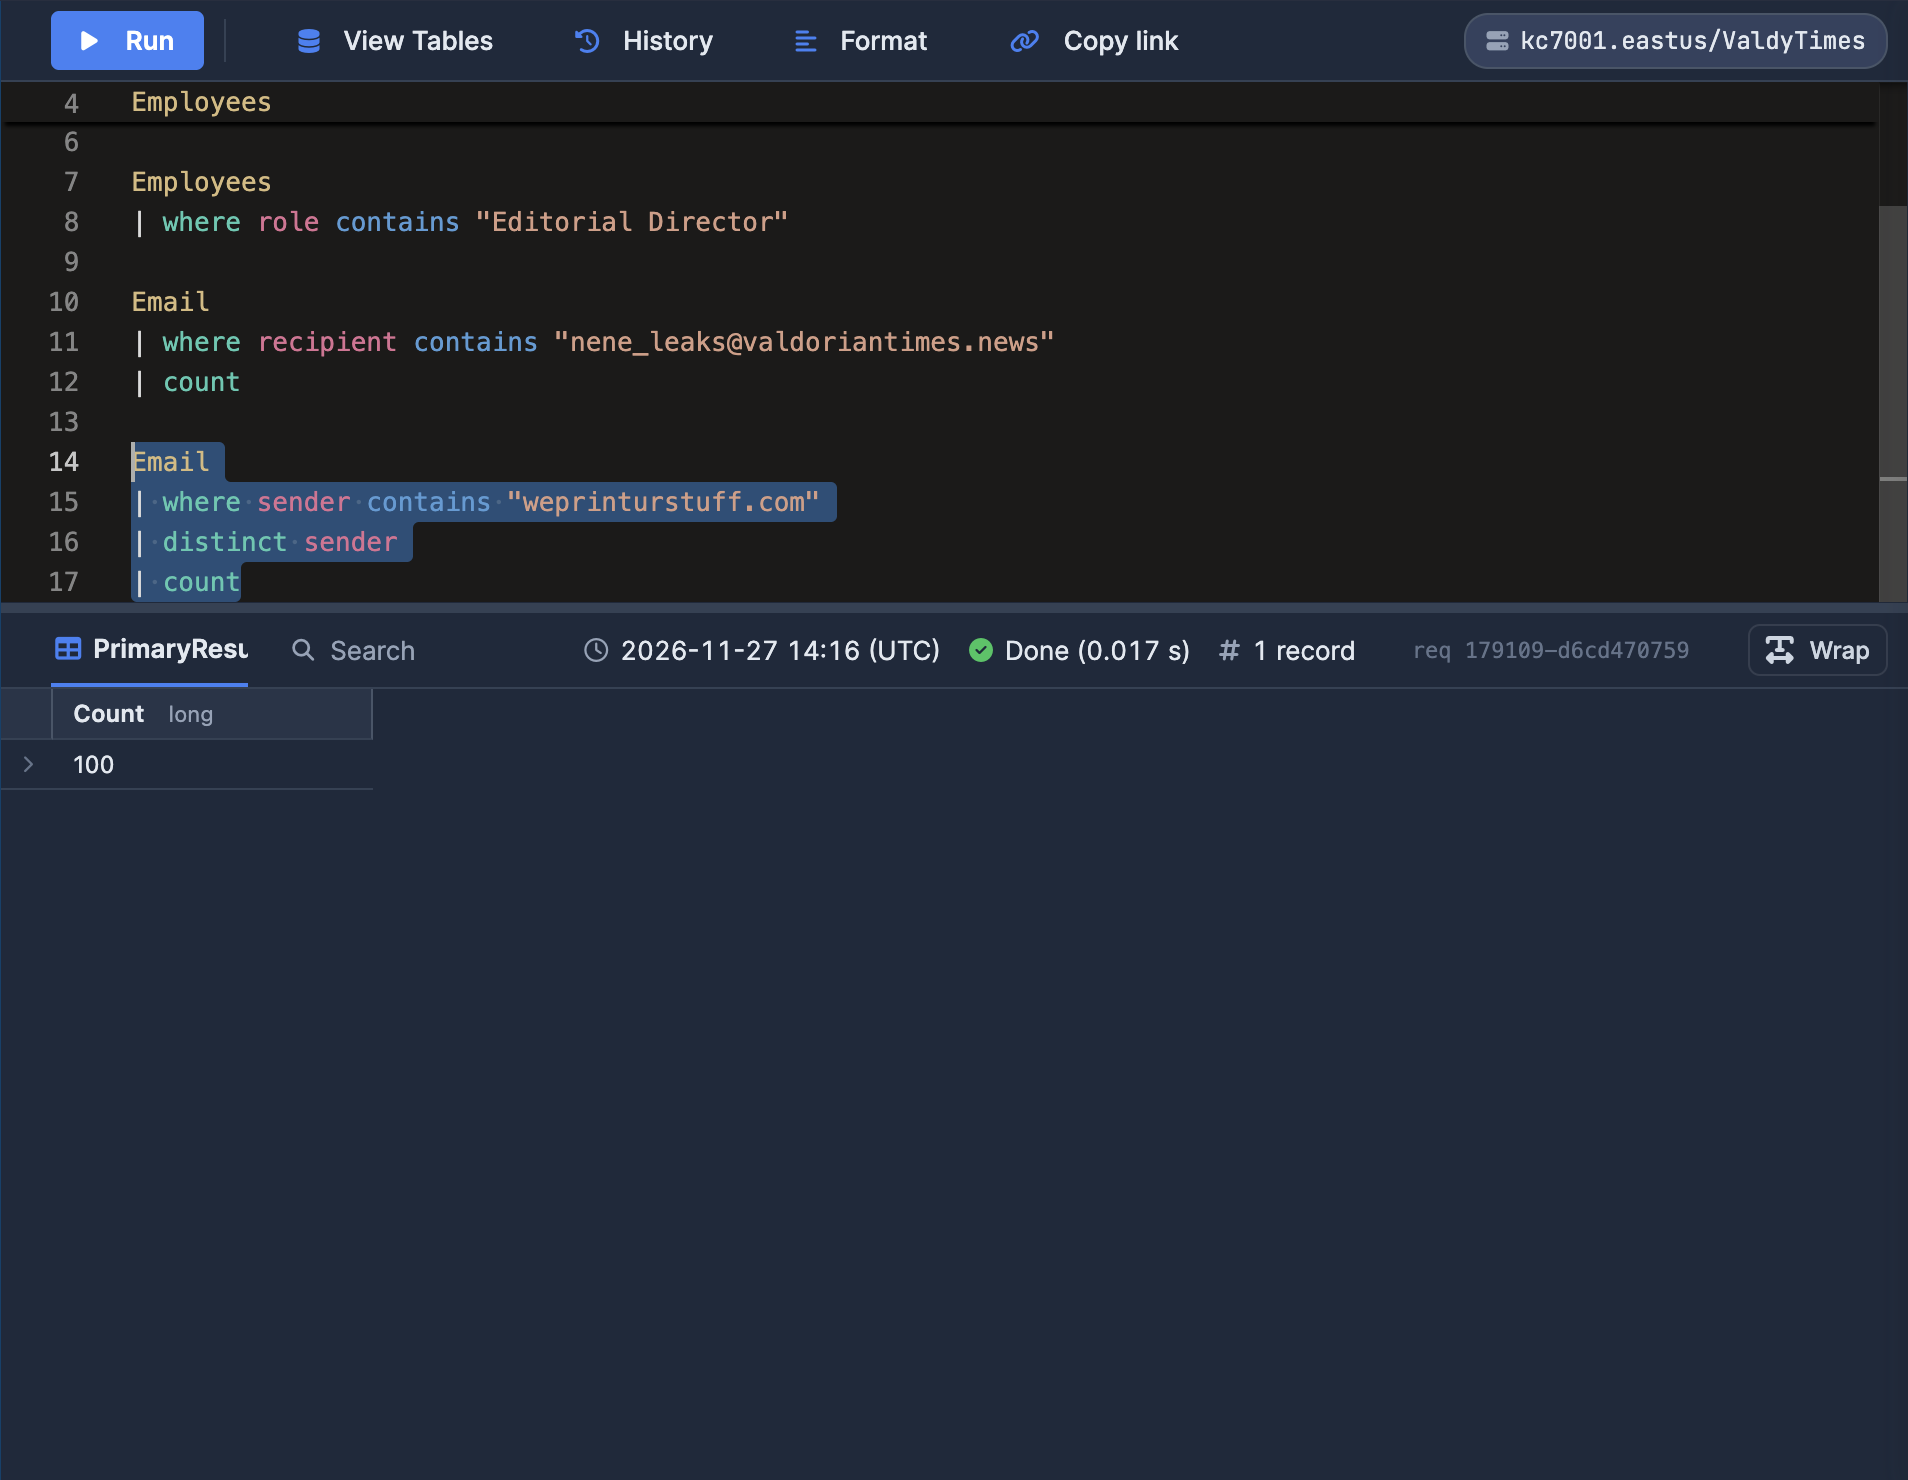 Run View Tables History Format Copy link kc7001.eastus/ValdyTimes
4 Employees
6
7 Employees
8 | where role contains "Editorial Director"
9
10 Email
11 | where recipient contains "nene_leaks@valdoriantimes.news"
12 | count
13
14 Email
15 | where sender contains "weprinturstuff.com"
16 | distinct sender
17 | count
PrimaryResu Search 2026-11-27 14:16 (UTC) Done (0.017 s) # 1 record req 179109-d6cd470759 Wrap
Count long
100